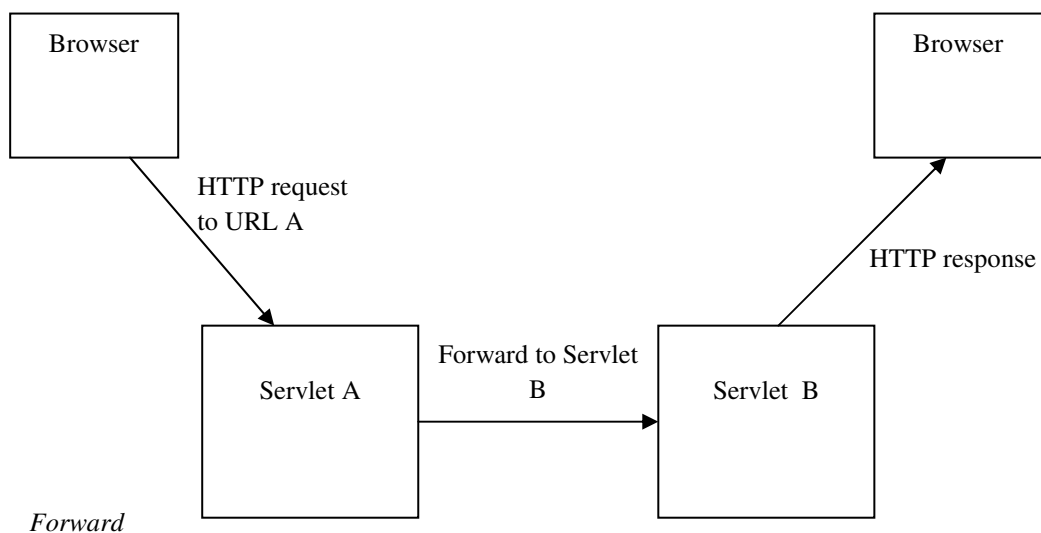 Browser
Browser
HTTP request
to URL A
HTTP response
Forward to Servlet
B
Servlet A
Servlet B
Forward